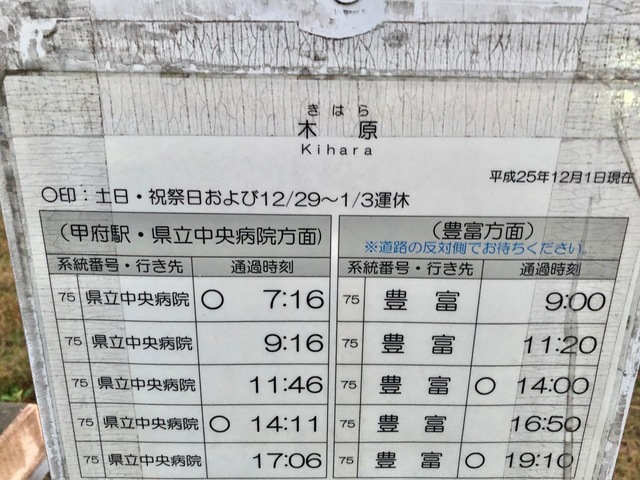 きはら
木原
Kihara
平成25年12月1日現在
○印：土日・祝祭日および12/29～1/3運休
（甲府駅・県立中央病院方面） （豊富方面）
※道路の反対側でお待ちください。
系統番号・行き先 通過時刻 系統番号・行き先 通過時刻
75 県立中央病院 ○ 7:16 75 豊富 9:00
75 県立中央病院 9:16 75 豊富 11:20
75 県立中央病院 11:46 75 豊富 ○ 14:00
75 県立中央病院 ○ 14:11 75 豊富 16:50
75 県立中央病院 17:06 75 豊富 ○ 19:10